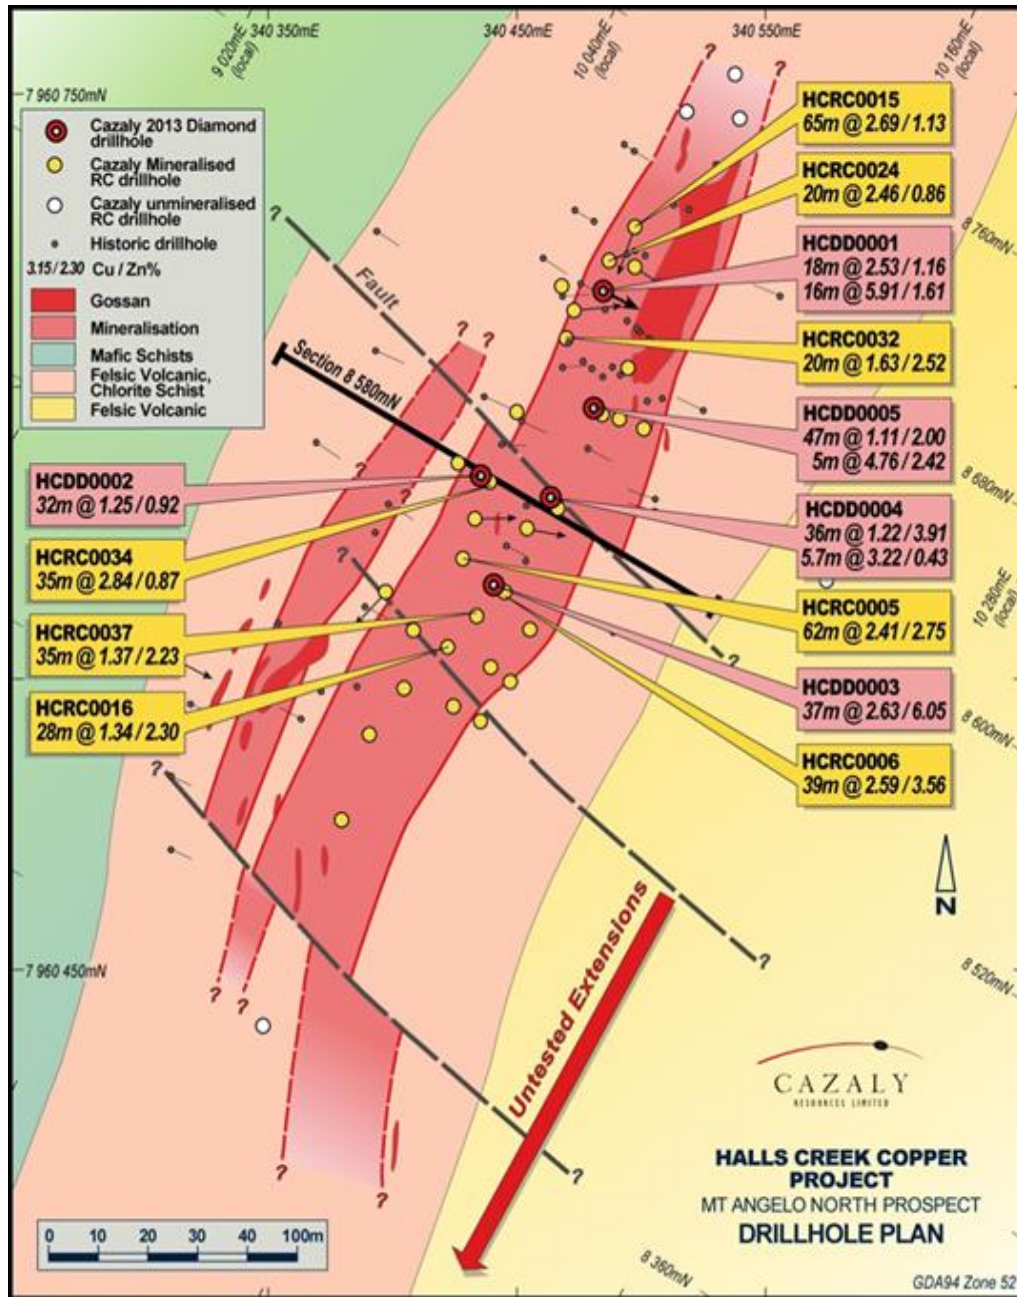 9 020mE
(local)
340 350mE
340 450mE
10 040mE
(local)
340 550mE
10 160mE
(local)
7 960 750mN
Cazaly 2013 Diamond
drillhole
Cazaly Mineralised
RC drillhole
Cazaly unmineralised
RC drillhole
Historic drillhole
3.15 / 2.30 Cu / Zn%
Gossan
Mineralisation
Mafic Schists
Felsic Volcanic,
Chlorite Schist
Felsic Volcanic
?
?
?
Fault
?
?
Section 8 580mN
HCRC0015
65m @ 2.69 / 1.13
HCRC0024
20m @ 2.46 / 0.86
HCDD0001
18m @ 2.53 / 1.16
16m @ 5.91 / 1.61
HCRC0032
20m @ 1.63 / 2.52
HCDD0005
47m @ 1.11 / 2.00
5m @ 4.76 / 2.42
HCDD0004
36m @ 1.22 / 3.91
5.7m @ 3.22 / 0.43
HCRC0005
62m @ 2.41 / 2.75
HCDD0003
37m @ 2.63 / 6.05
HCRC0006
39m @ 2.59 / 3.56
8 760mN
8 680mN
10 280mN
(local)
8 600mN
HCDD0002
32m @ 1.25 / 0.92
HCRC0034
35m @ 2.84 / 0.87
HCRC0037
35m @ 1.37 / 2.23
HCRC0016
28m @ 1.34 / 2.30
?
?
?
N
Untested Extensions
?
7 960 450mN
8 520mN
?
?
?
?
?
CAZALY
RESOURCES LIMITED
HALLS CREEK COPPER
PROJECT
MT ANGELO NORTH PROSPECT
DRILLHOLE PLAN
0 10 20 30 40 100m
8 360mN
GDA94 Zone 52